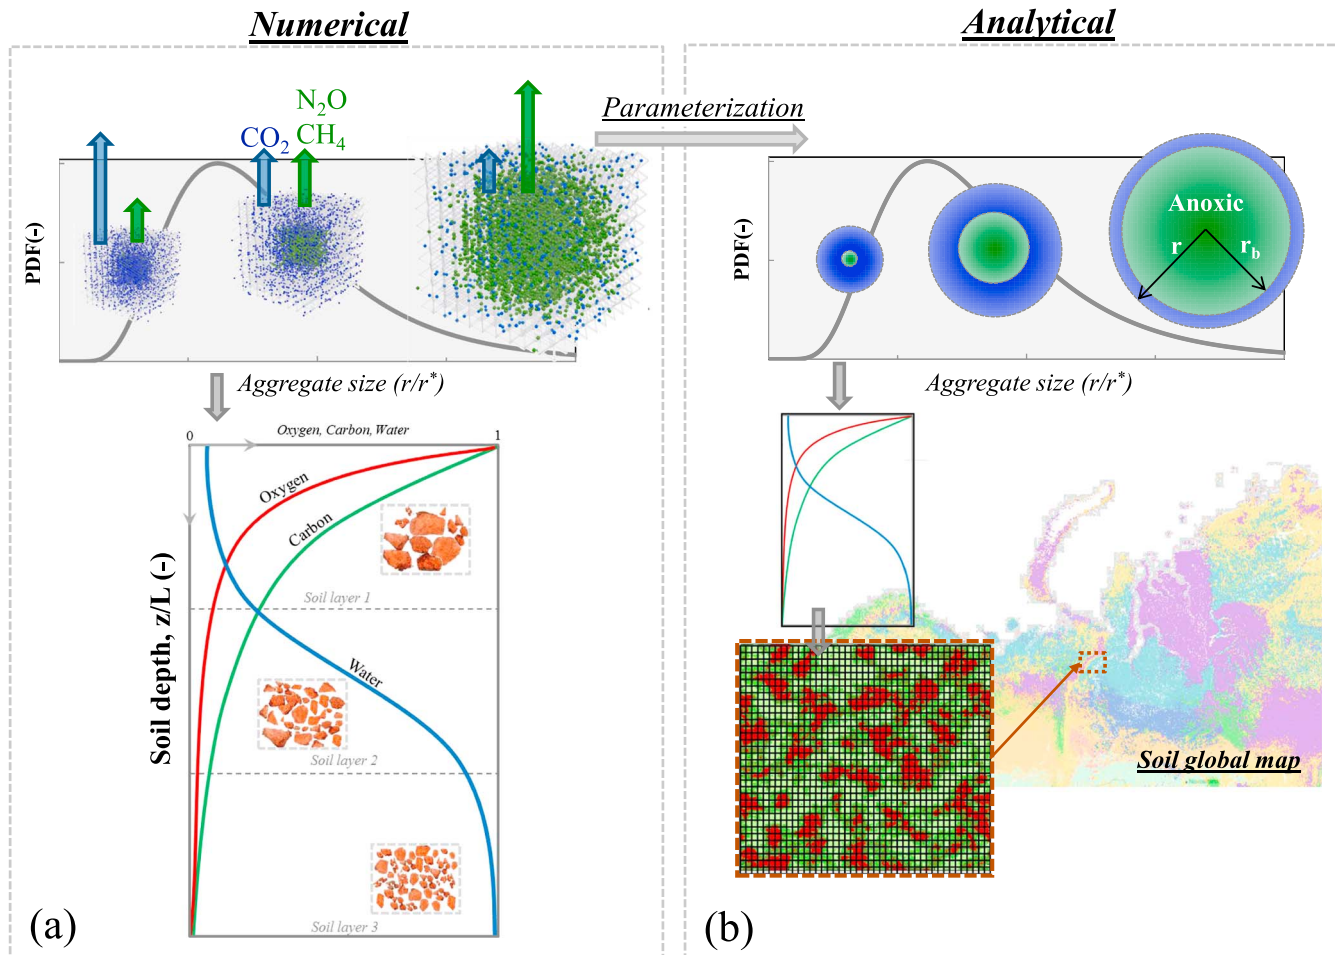 Numerical
Analytical
N₂O
CO₂ CH₄
Parameterization
PDF(-)
Aggregate size (r/r*)
0
Oxygen, Carbon, Water
1
Oxygen
Carbon
Soil layer 1
Water
Soil layer 2
Soil layer 3
Soil depth, z/L (-)
(a)
Anoxic
r
r_b
PDF(-)
Aggregate size (r/r*)
Soil global map
(b)